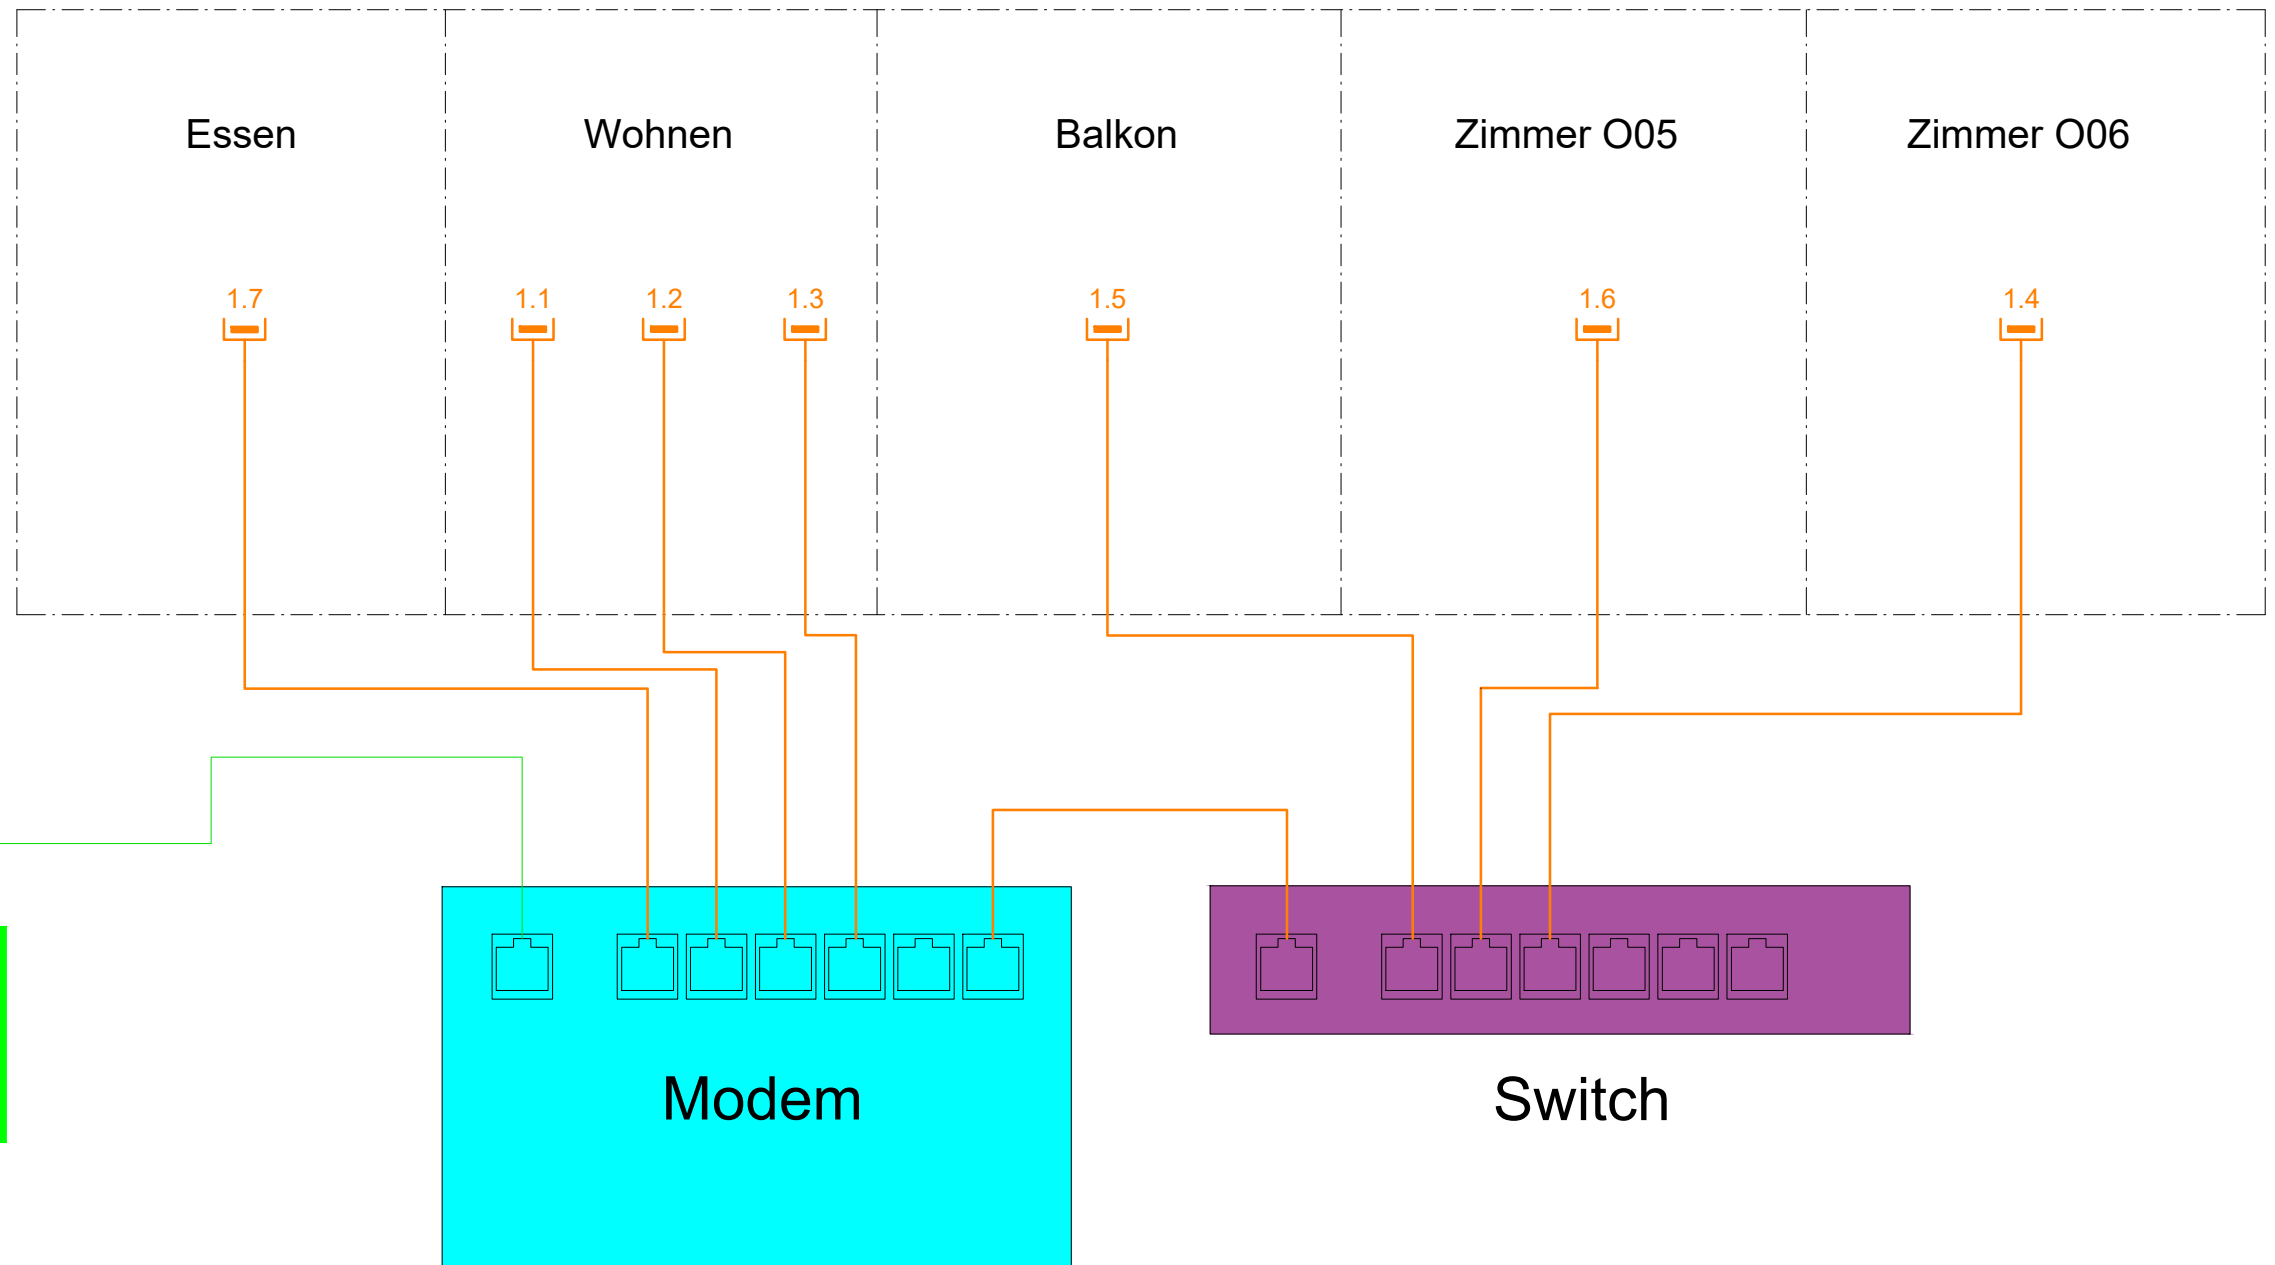 Essen
Wohnen
Balkon
Zimmer O05
Zimmer O06
1.7
1.1
1.2
1.3
1.5
1.6
1.4
Modem
Switch